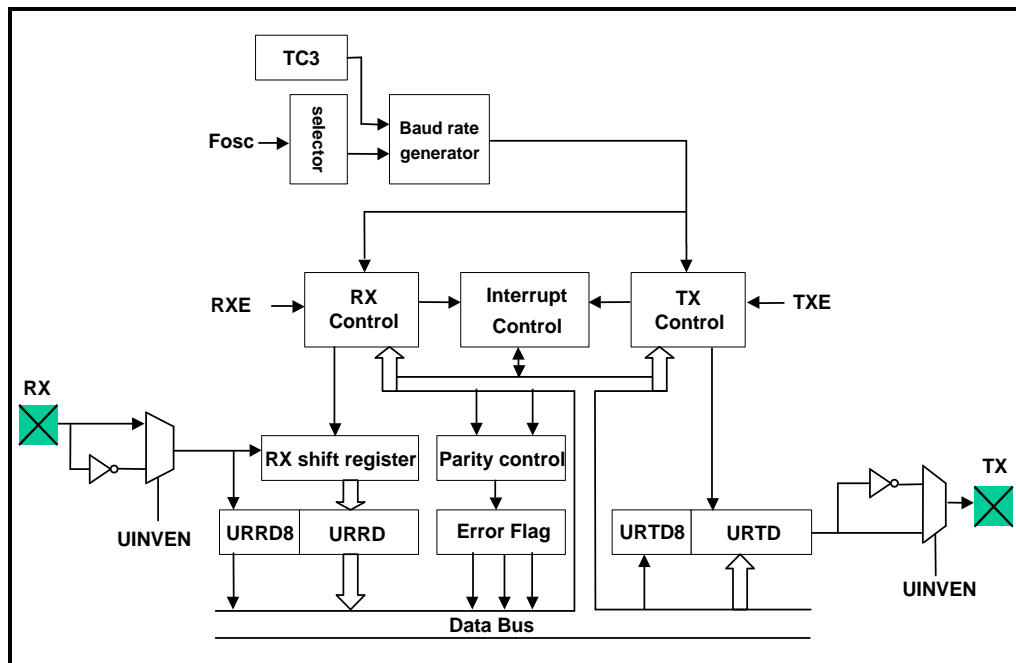 TC3
Fosc
selector
Baud rate
generator
RXE
RX
Control
Interrupt
Control
TX
Control
TXE
RX
RX shift register
Parity control
TX
UINVEN
URRD8
URRD
Error Flag
URTD8
URTD
UINVEN
Data Bus